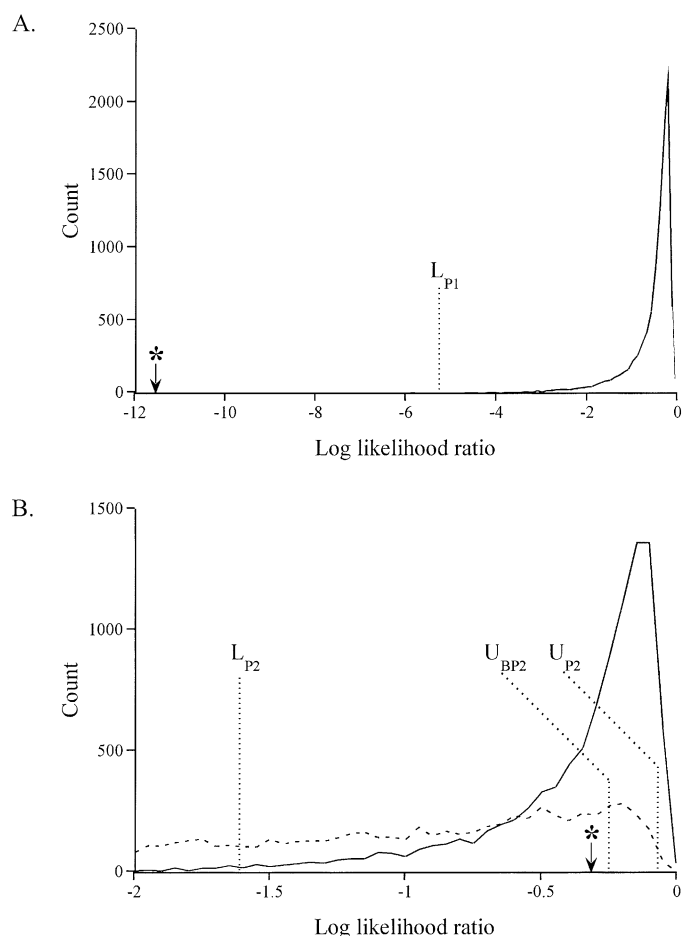 A.
2500
2000
1500
1000
500
0
Count
L P1
*
-12 -10 -8 -6 -4 -2 0
Log likelihood ratio
B.
1500
1000
500
0
Count
L P2
U BP2
U P2
*
-2 -1.5 -1 -0.5 0
Log likelihood ratio